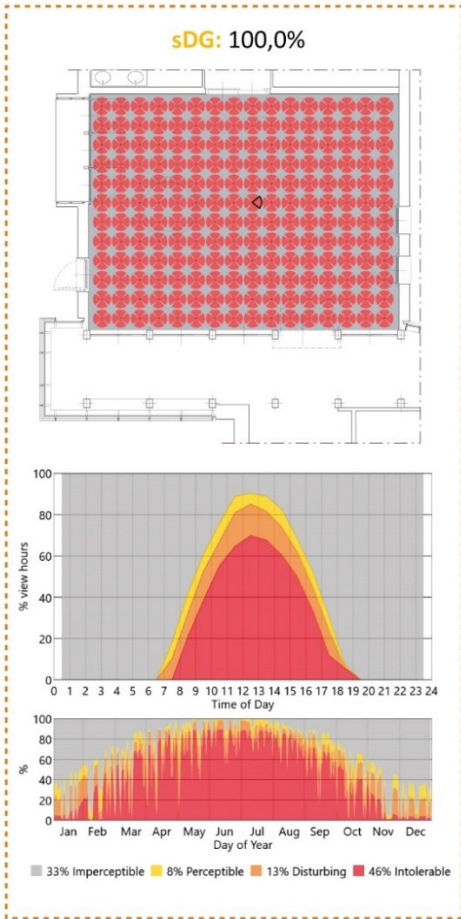 sDG: 100,0%
100
80
60
40
20
0
% view hours
0 1 2 3 4 5 6 7 8 9 10 11 12 13 14 15 16 17 18 19 20 21 22 23 24
Time of Day
100
80
60
40
20
0
%
Jan Feb Mar Apr May Jun Jul Aug Sep Oct Nov Dec
Day of Year
33% Imperceptible 8% Perceptible 13% Disturbing 46% Intolerable